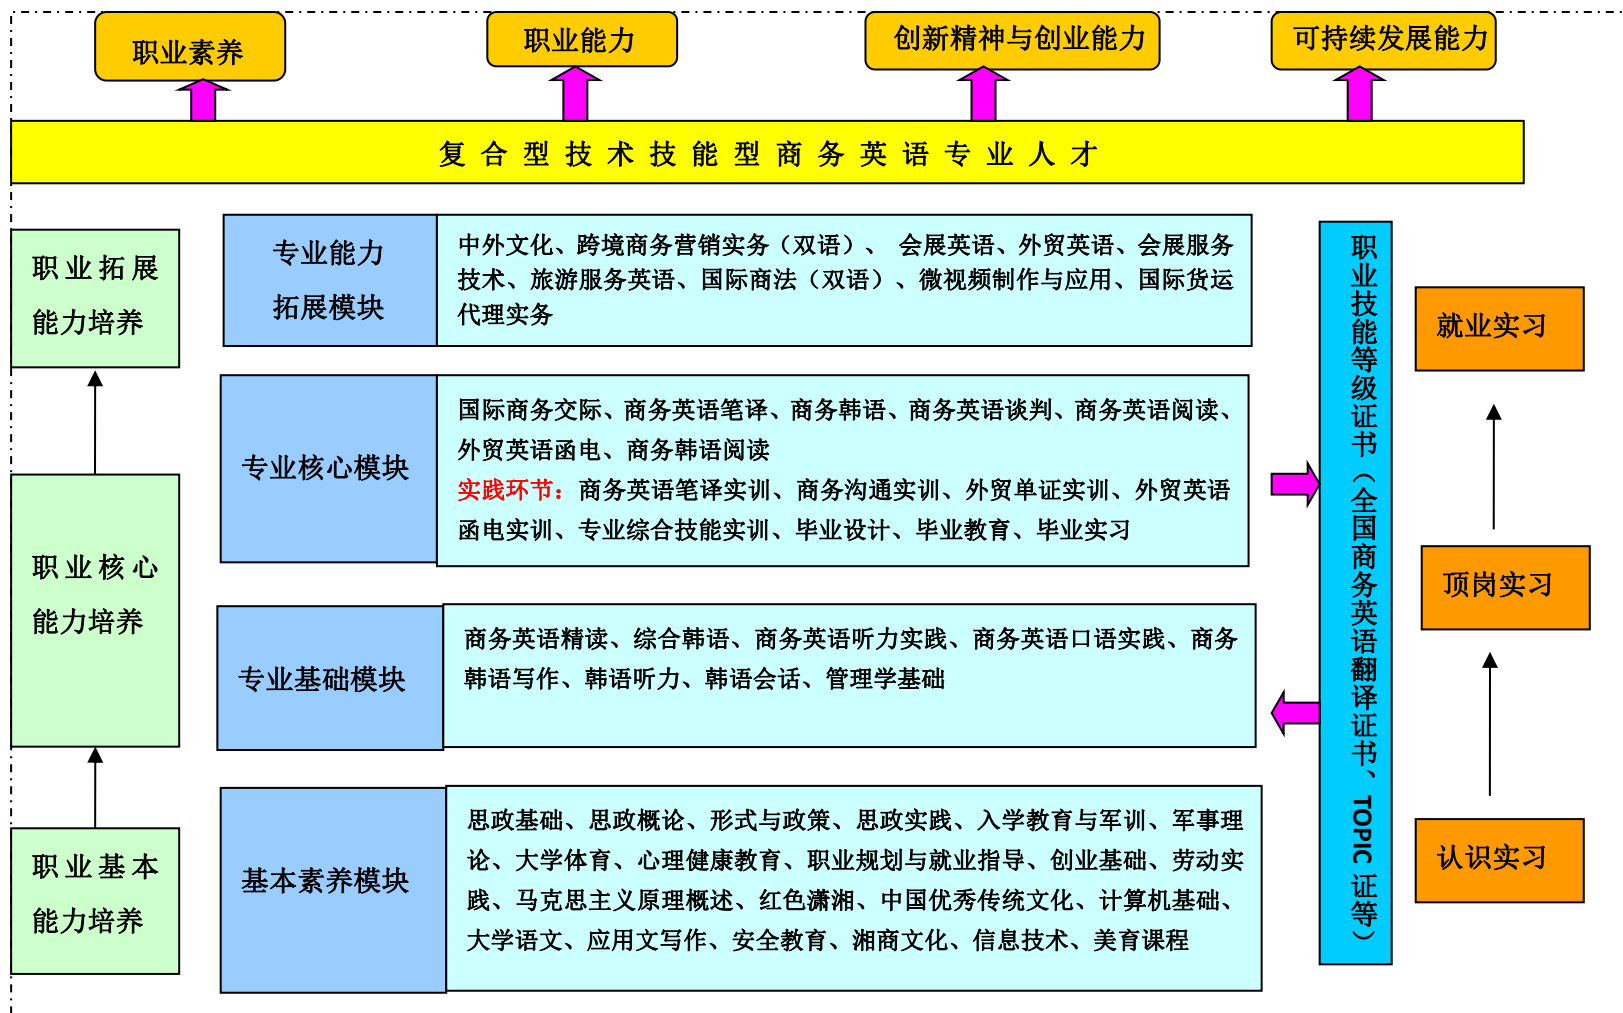 职业素养
职业能力
创新精神与创业能力
可持续发展能力
复合型技术技能型商务英语专业人才
职业拓展
能力培养
专业能力
拓展模块
中外文化、跨境商务营销实务（双语）、 会展英语、外贸英语、会展服务
技术、旅游服务英语、国际商法（双语）、微视频制作与应用、国际货运
代理实务
职业核心
能力培养
专业核心模块
国际商务交际、商务英语笔译、商务韩语、商务英语谈判、商务英语阅读、
外贸英语函电、商务韩语阅读
实践环节：商务英语笔译实训、商务沟通实训、外贸单证实训、外贸英语
函电实训、专业综合技能实训、毕业设计、毕业教育、毕业实习
专业基础模块
商务英语精读、综合韩语、商务英语听力实践、商务英语口语实践、商务
韩语写作、韩语听力、韩语会话、管理学基础
职业基本
能力培养
基本素养模块
思政基础、思政概论、形式与政策、思政实践、入学教育与军训、军事理
论、大学体育、心理健康教育、职业规划与就业指导、创业基础、劳动实
践、马克思主义原理概述、红色潇湘、中国优秀传统文化、计算机基础、
大学语文、应用文写作、安全教育、湘商文化、信息技术、美育课程
职业技能等级证书（全国商务英语翻译证书、TOPIC 证等）
就业实习
顶岗实习
认识实习